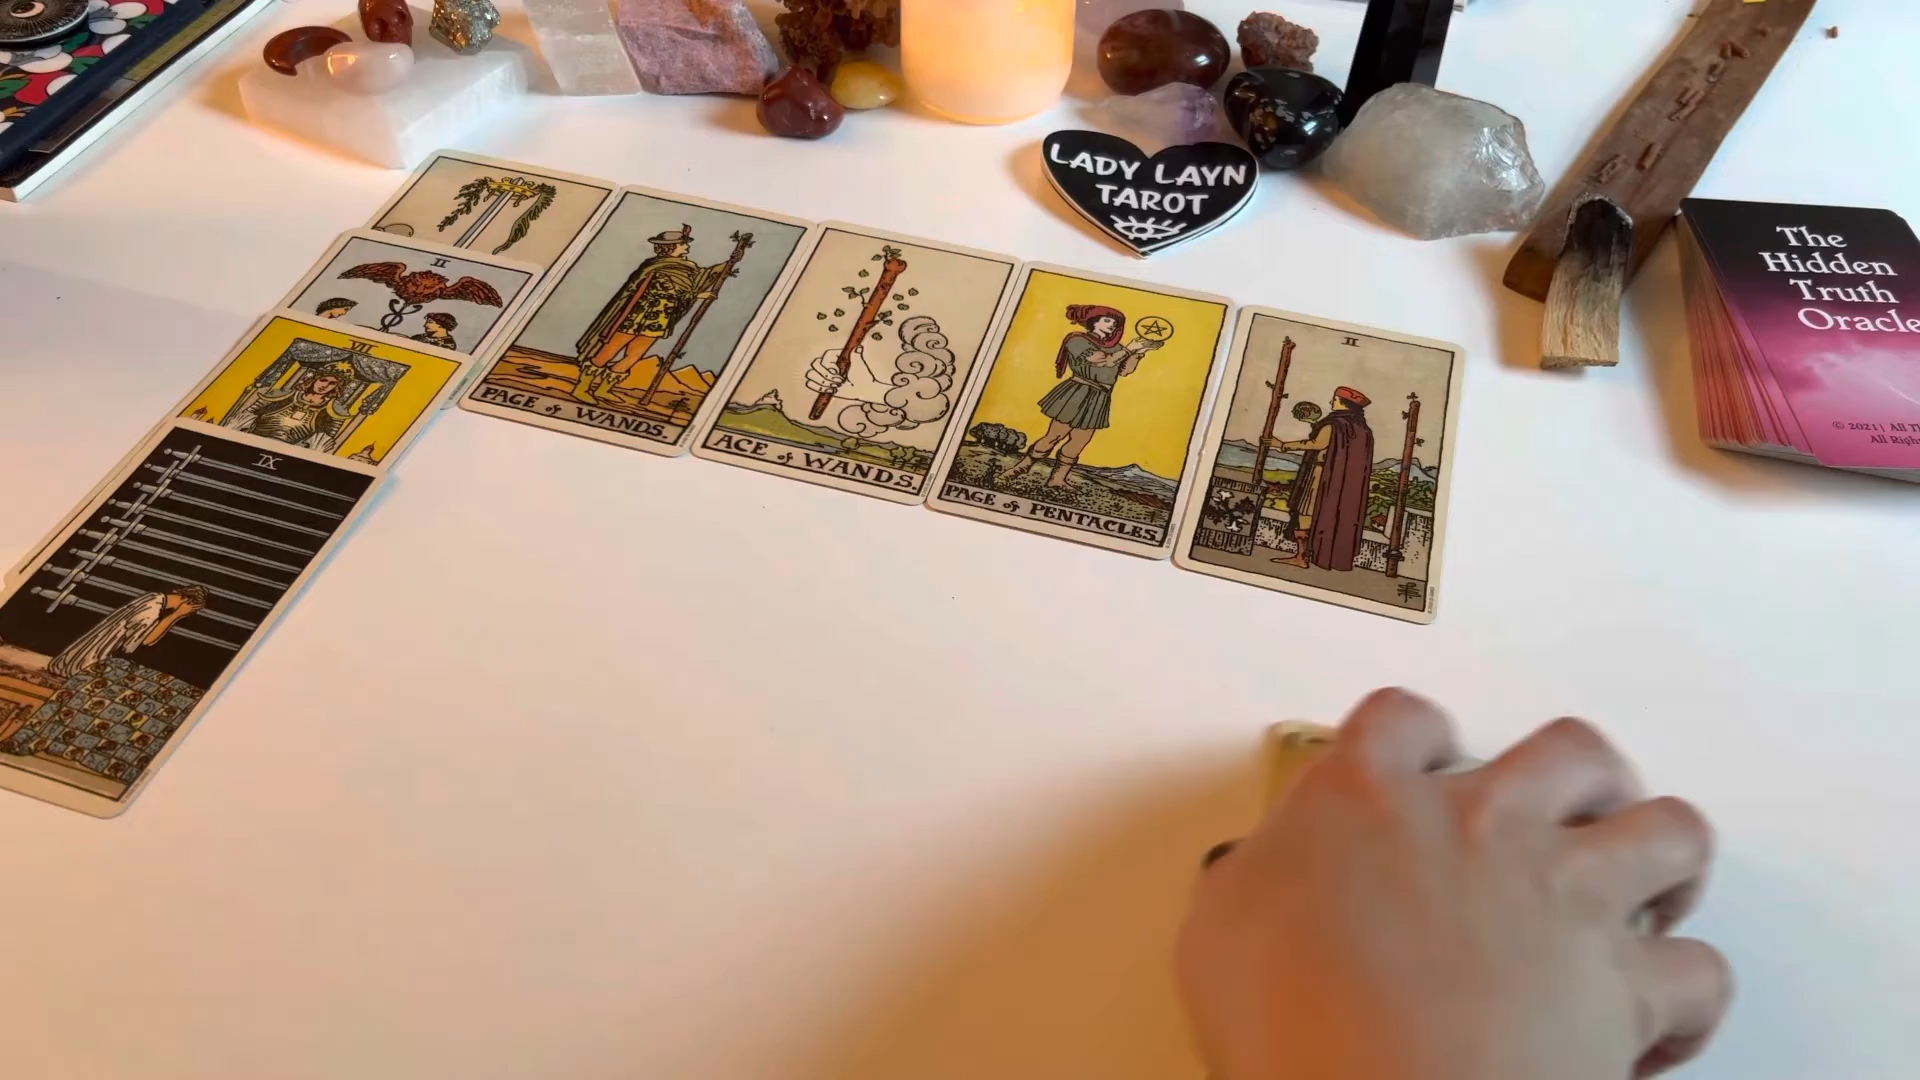 LADY LAYN
TAROT
The
Hidden
Truth
Oracle
© 2021 | All
All
II
VII
IX
PAGE of WANDS.
ACE of WANDS.
PAGE of PENTACLES.
II